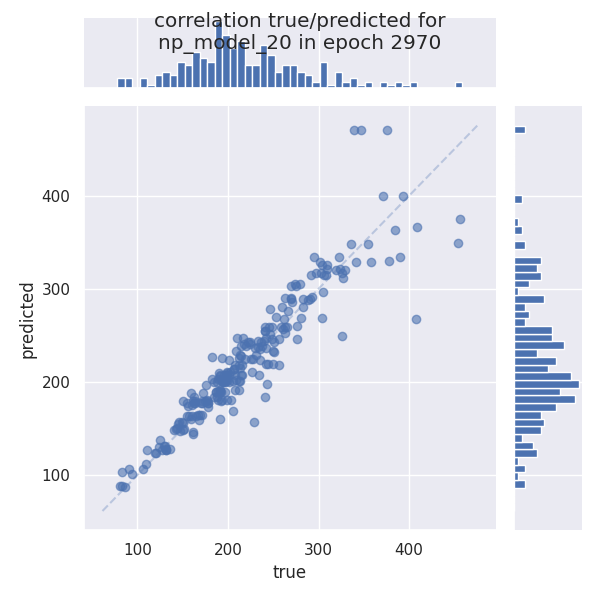 correlation true/predicted for
np_model_20 in epoch 2970
400
300
200
100
predicted
100 200 300 400
true